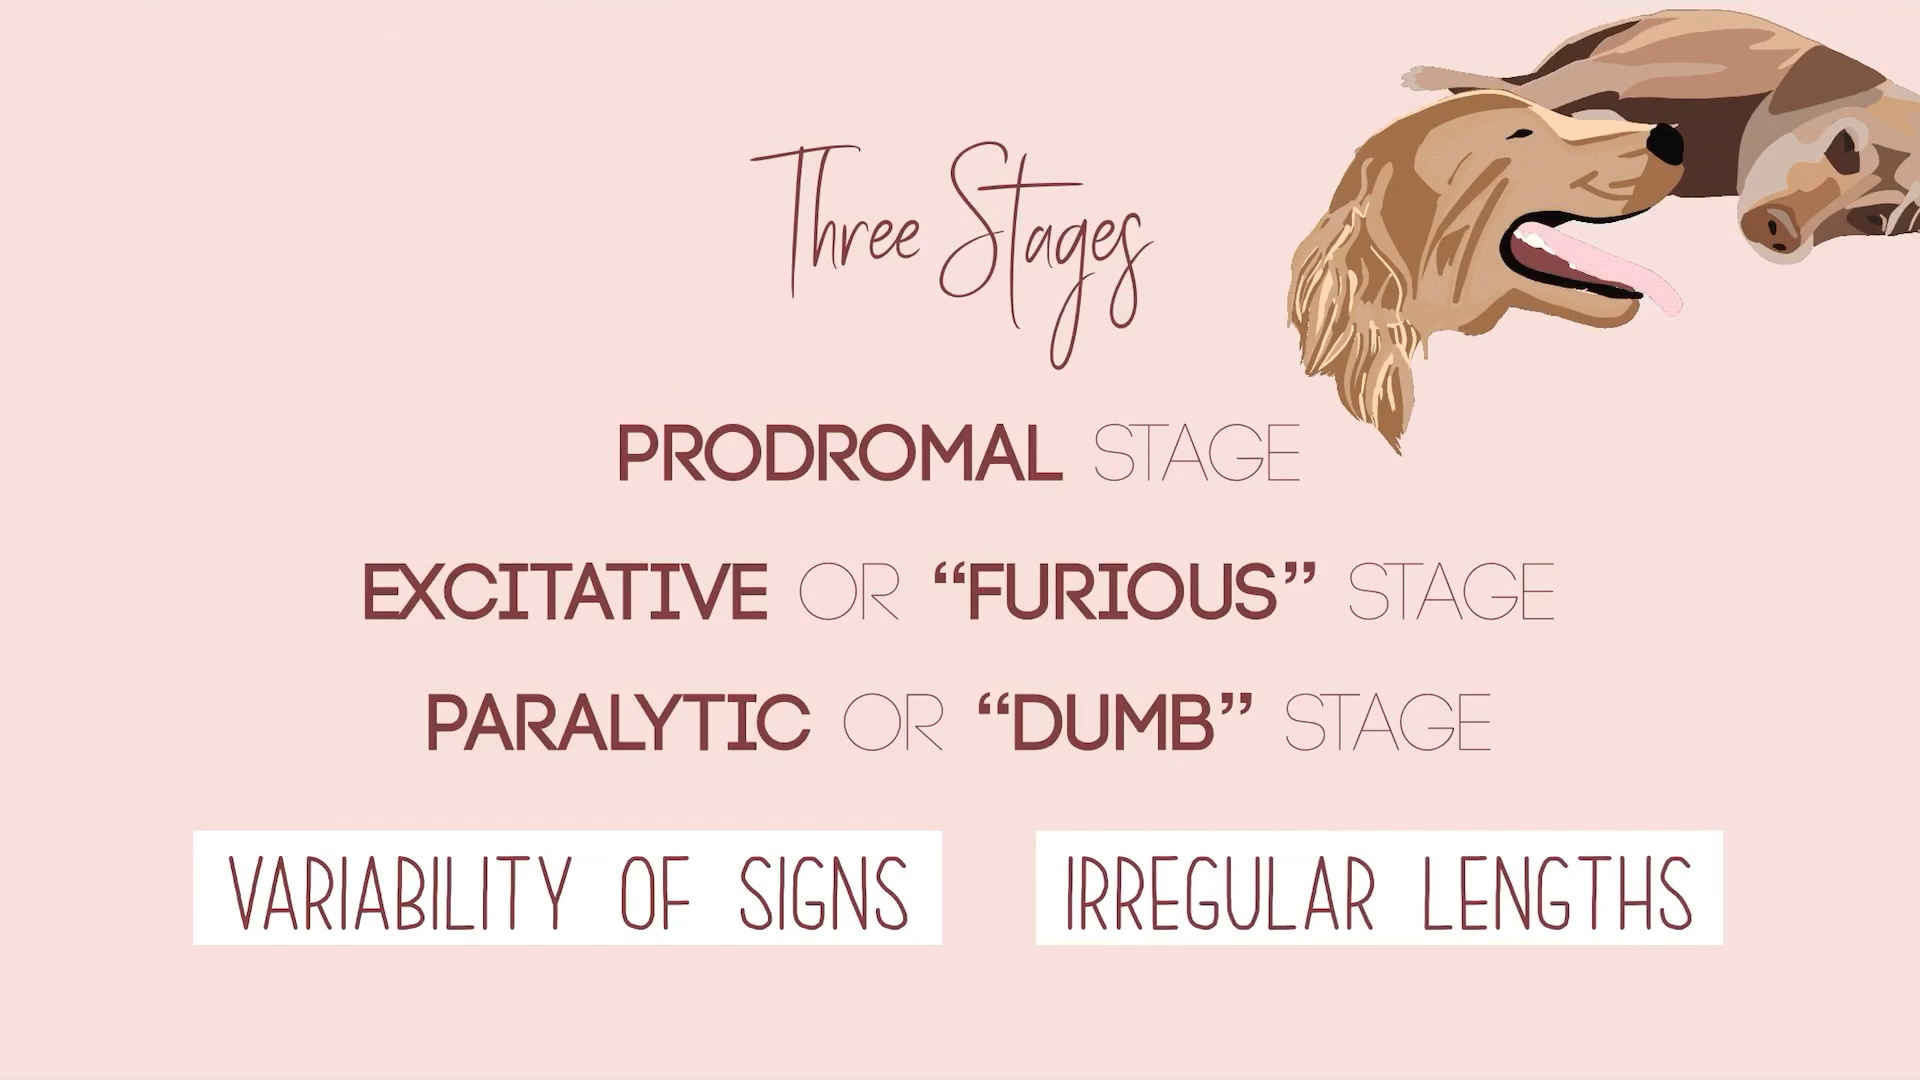 Three Stages
PRODROMAL STAGE
EXCITATIVE OR “FURIOUS” STAGE
PARALYTIC OR “DUMB” STAGE
VARIABILITY OF SIGNS
IRREGULAR LENGTHS